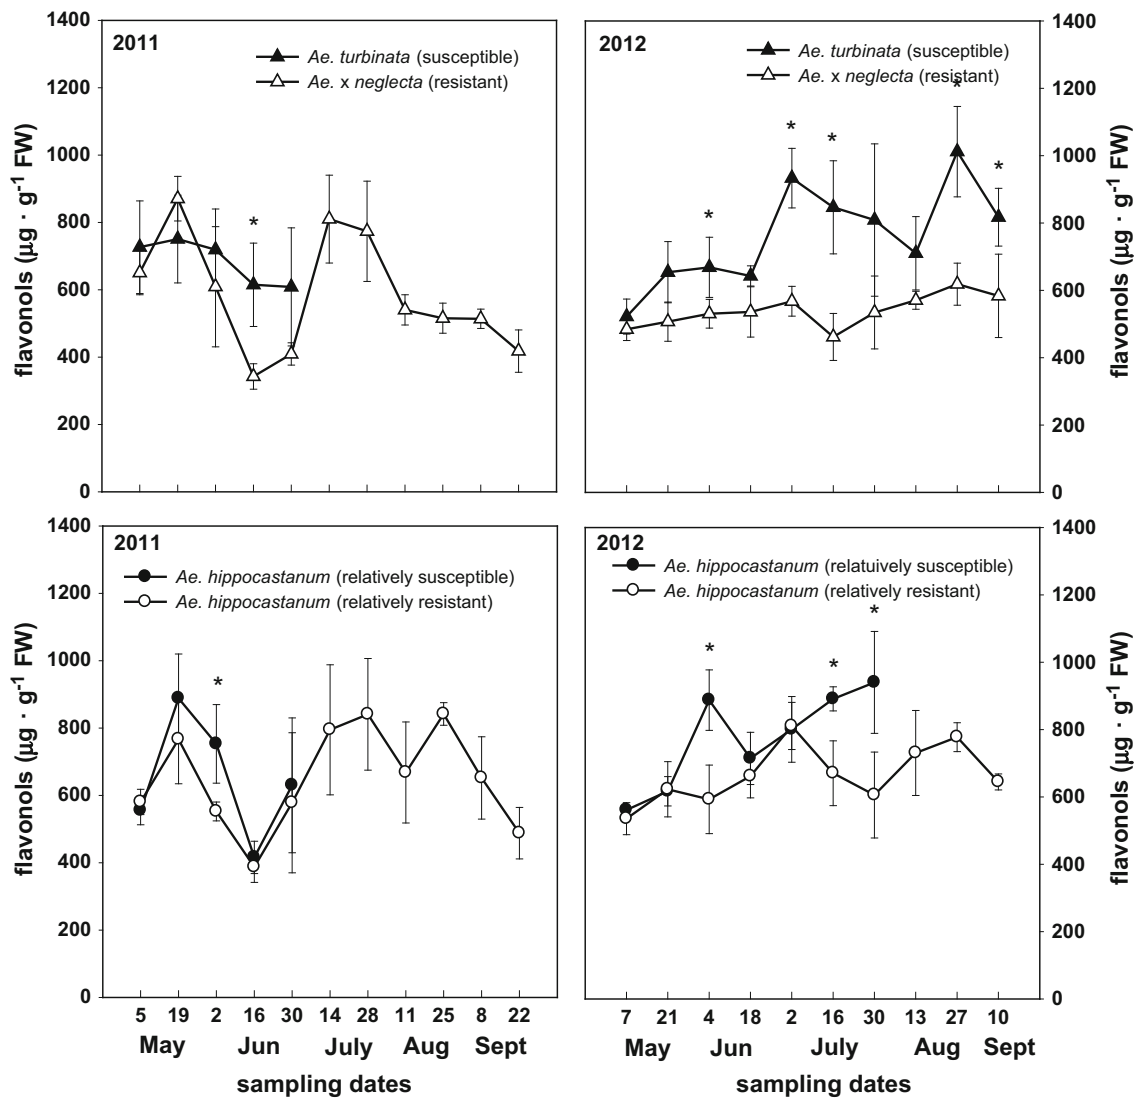 2011
Ae. turbinata (susceptible)
Ae. x neglecta (resistant)
flavonols (µg · g-1 FW)
1400
1200
1000
800
600
400
200
0
*
2012
Ae. turbinata (susceptible)
Ae. x neglecta (resistant)
flavonols (µg · g-1 FW)
1400
1200
1000
800
600
400
200
0
* * * * *
2011
Ae. hippocastanum (relatively susceptible)
Ae. hippocastanum (relatively resistant)
flavonols (µg · g-1 FW)
1400
1200
1000
800
600
400
200
0
*
5 19 2 16 30 14 28 11 25 8 22
May Jun July Aug Sept
sampling dates
2012
Ae. hippocastanum (relatuively susceptible)
Ae. hippocastanum (relatively resistant)
flavonols (µg · g-1 FW)
1400
1200
1000
800
600
400
200
0
* * *
7 21 4 18 2 16 30 13 27 10
May Jun July Aug Sept
sampling dates